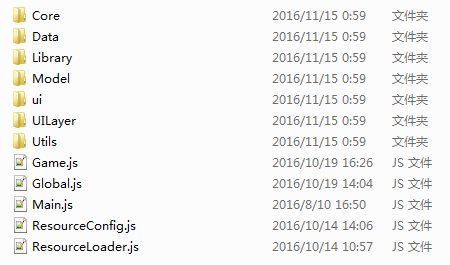 Core 2016/11/15 0:59 文件夹
Data 2016/11/15 0:59 文件夹
Library 2016/11/15 0:59 文件夹
Model 2016/11/15 0:59 文件夹
ui 2016/11/15 0:59 文件夹
UILayer 2016/11/15 0:59 文件夹
Utils 2016/11/15 0:59 文件夹
Game.js 2016/10/19 16:26 JS 文件
Global.js 2016/10/19 14:04 JS 文件
Main.js 2016/8/10 16:50 JS 文件
ResourceConfig.js 2016/10/14 14:06 JS 文件
ResourceLoader.js 2016/10/14 10:57 JS 文件